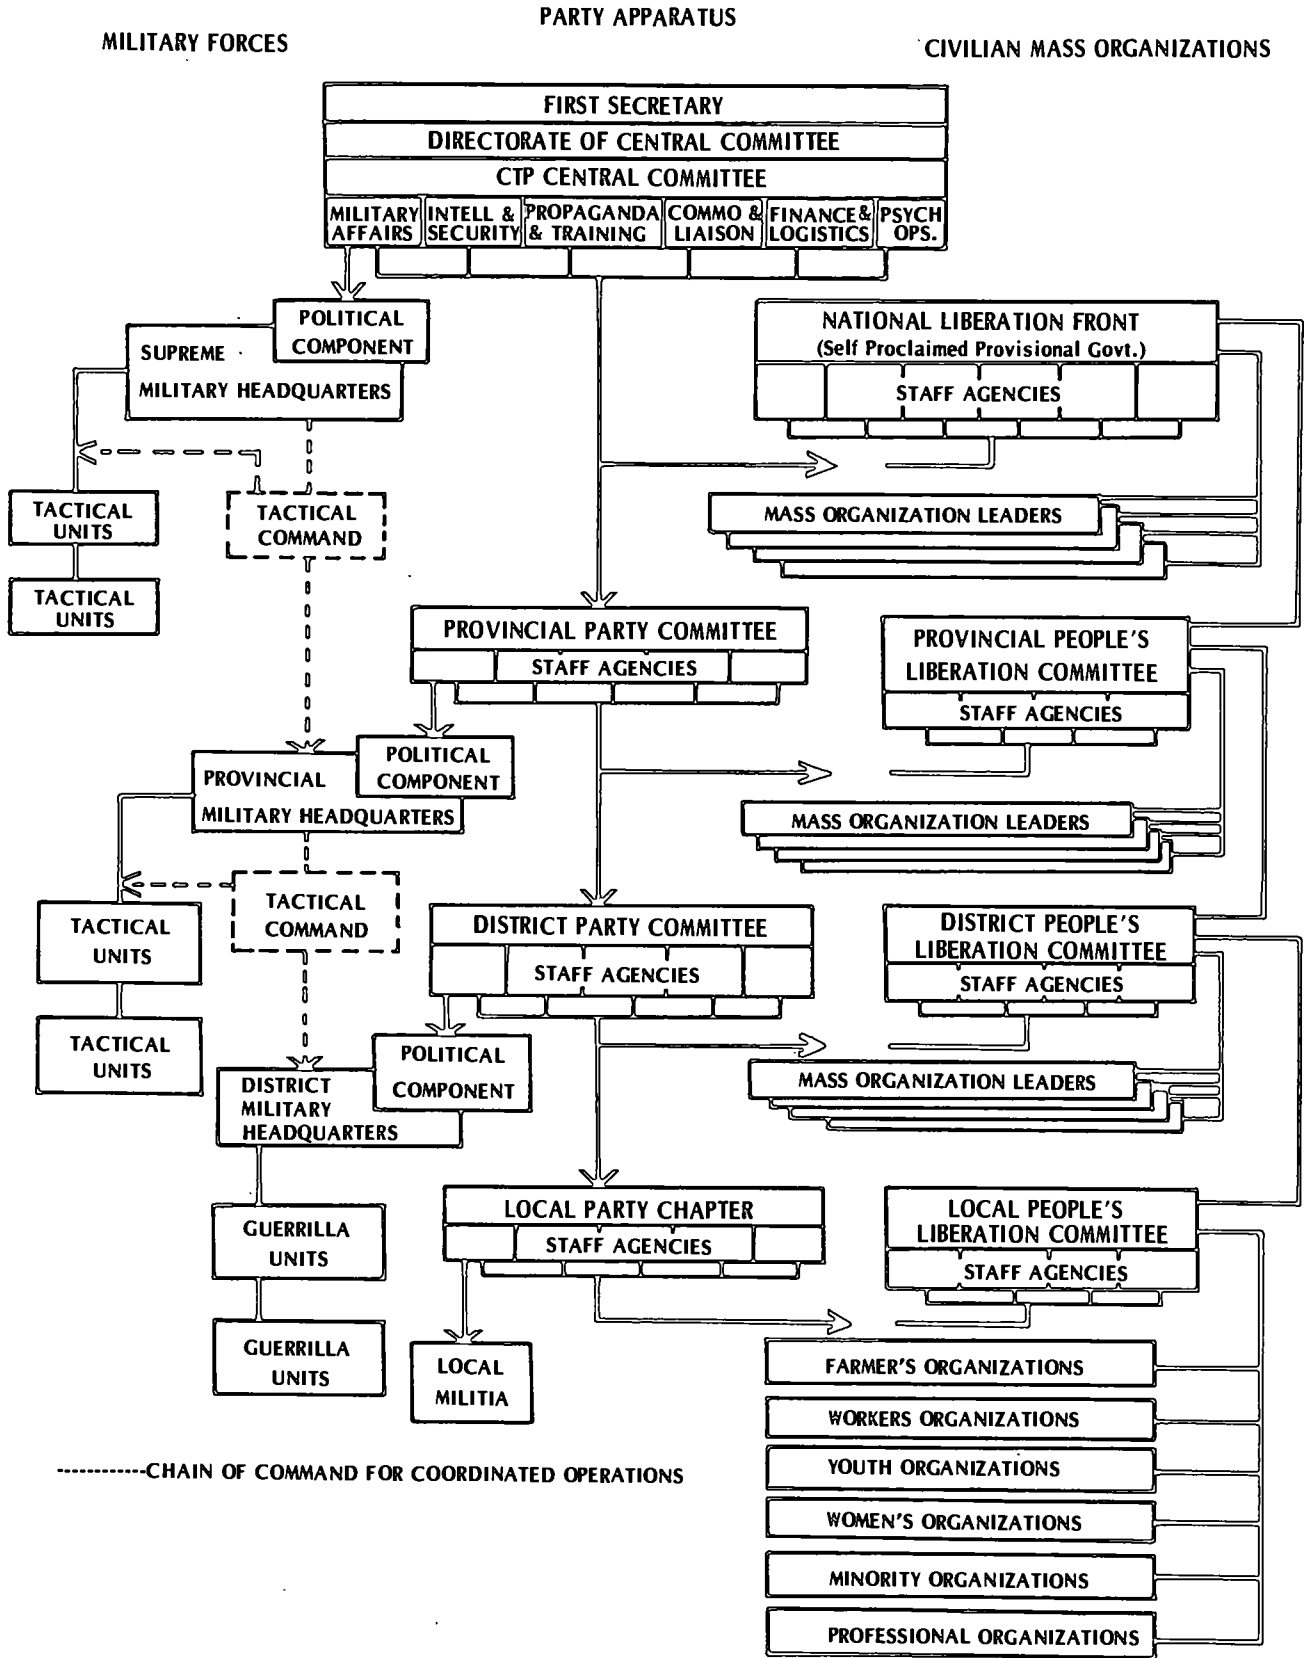 PARTY APPARATUS
MILITARY FORCES
CIVILIAN MASS ORGANIZATIONS
FIRST SECRETARY
DIRECTORATE OF CENTRAL COMMITTEE
CTP CENTRAL COMMITTEE
MILITARY
AFFAIRS
INTELL &
SECURITY
PROPAGANDA
& TRAINING
COMMO &
LIAISON
FINANCE &
LOGISTICS
PSYCH
OPS.
POLITICAL
COMPONENT
SUPREME
MILITARY HEADQUARTERS
NATIONAL LIBERATION FRONT
(Self Proclaimed Provisional Govt.)
STAFF AGENCIES
TACTICAL
UNITS
TACTICAL
COMMAND
MASS ORGANIZATION LEADERS
TACTICAL
UNITS
PROVINCIAL PARTY COMMITTEE
STAFF AGENCIES
PROVINCIAL PEOPLE'S
LIBERATION COMMITTEE
STAFF AGENCIES
POLITICAL
COMPONENT
PROVINCIAL
MILITARY HEADQUARTERS
MASS ORGANIZATION LEADERS
TACTICAL
COMMAND
TACTICAL
UNITS
DISTRICT PARTY COMMITTEE
STAFF AGENCIES
DISTRICT PEOPLE'S
LIBERATION COMMITTEE
STAFF AGENCIES
TACTICAL
UNITS
POLITICAL
COMPONENT
DISTRICT
MILITARY
HEADQUARTERS
MASS ORGANIZATION LEADERS
GUERRILLA
UNITS
LOCAL PARTY CHAPTER
STAFF AGENCIES
LOCAL PEOPLE'S
LIBERATION COMMITTEE
STAFF AGENCIES
GUERRILLA
UNITS
LOCAL
MILITIA
FARMER'S ORGANIZATIONS
WORKERS ORGANIZATIONS
YOUTH ORGANIZATIONS
WOMEN'S ORGANIZATIONS
MINORITY ORGANIZATIONS
PROFESSIONAL ORGANIZATIONS
------------CHAIN OF COMMAND FOR COORDINATED OPERATIONS